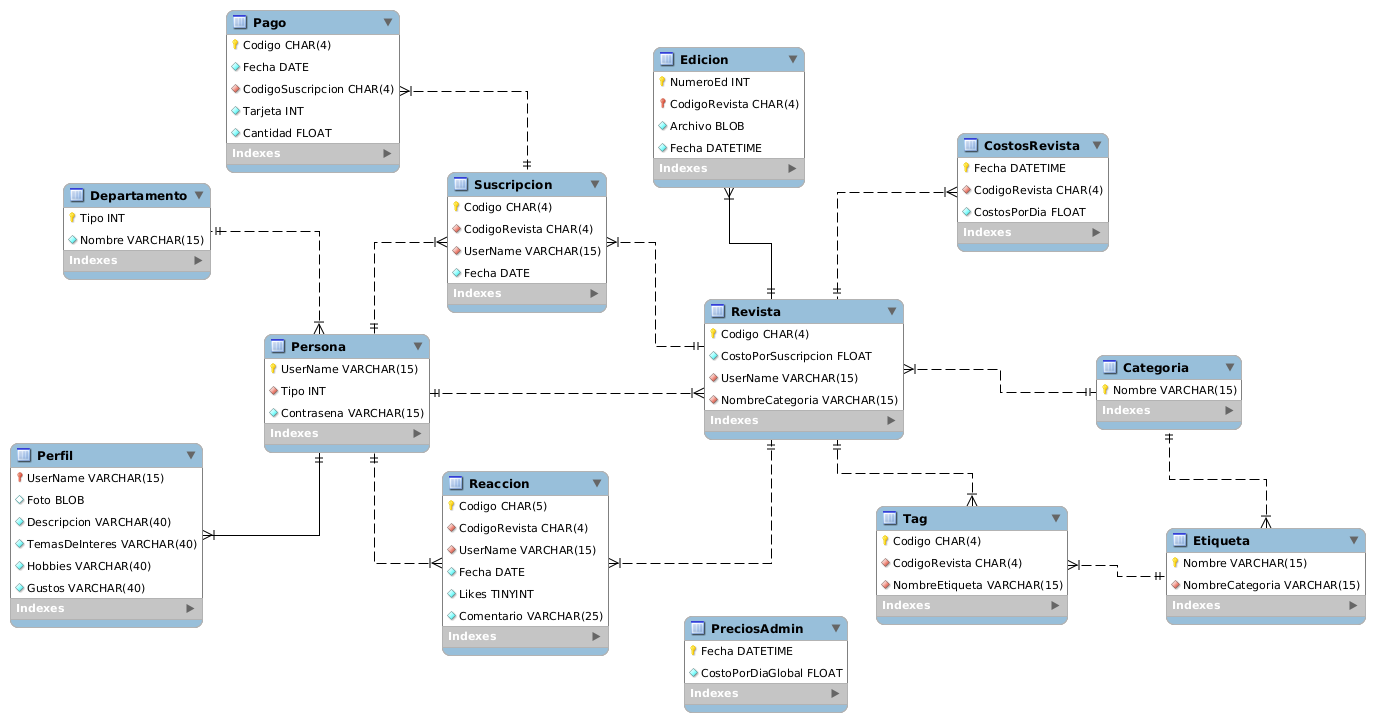 Pago
Codigo CHAR(4)
Fecha DATE
CodigoSuscripcion CHAR(4)
Tarjeta INT
Cantidad FLOAT
Indexes
Edicion
NumeroEd INT
CodigoRevista CHAR(4)
Archivo BLOB
Fecha DATETIME
Indexes
CostosRevista
Fecha DATETIME
CodigoRevista CHAR(4)
CostosPorDia FLOAT
Indexes
Departamento
Tipo INT
Nombre VARCHAR(15)
Indexes
Suscripcion
Codigo CHAR(4)
CodigoRevista CHAR(4)
UserName VARCHAR(15)
Fecha DATE
Indexes
Revista
Codigo CHAR(4)
CostoPorSuscripcion FLOAT
UserName VARCHAR(15)
NombreCategoria VARCHAR(15)
Indexes
Persona
UserName VARCHAR(15)
Tipo INT
Contrasena VARCHAR(15)
Indexes
Categoria
Nombre VARCHAR(15)
Indexes
Perfil
UserName VARCHAR(15)
Foto BLOB
Descripcion VARCHAR(40)
TemasDeInteres VARCHAR(40)
Hobbies VARCHAR(40)
Gustos VARCHAR(40)
Indexes
Reaccion
Codigo CHAR(5)
CodigoRevista CHAR(4)
UserName VARCHAR(15)
Fecha DATE
Likes TINYINT
Comentario VARCHAR(25)
Indexes
Tag
Codigo CHAR(4)
CodigoRevista CHAR(4)
NombreEtiqueta VARCHAR(15)
Indexes
Etiqueta
Nombre VARCHAR(15)
NombreCategoria VARCHAR(15)
Indexes
PreciosAdmin
Fecha DATETIME
CostoPorDiaGlobal FLOAT
Indexes